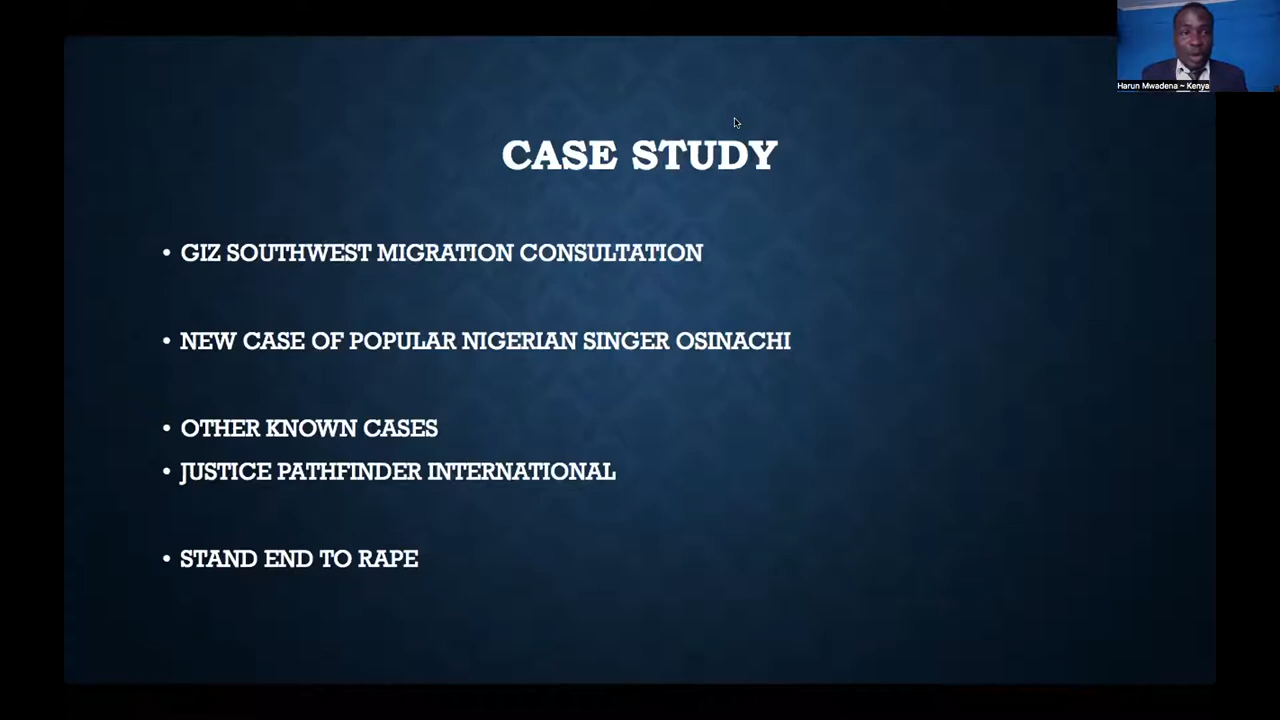 Harun Mwadena ~ Kenya
CASE STUDY
• GIZ SOUTHWEST MIGRATION CONSULTATION
• NEW CASE OF POPULAR NIGERIAN SINGER OSINACHI
• OTHER KNOWN CASES
• JUSTICE PATHFINDER INTERNATIONAL
• STAND END TO RAPE